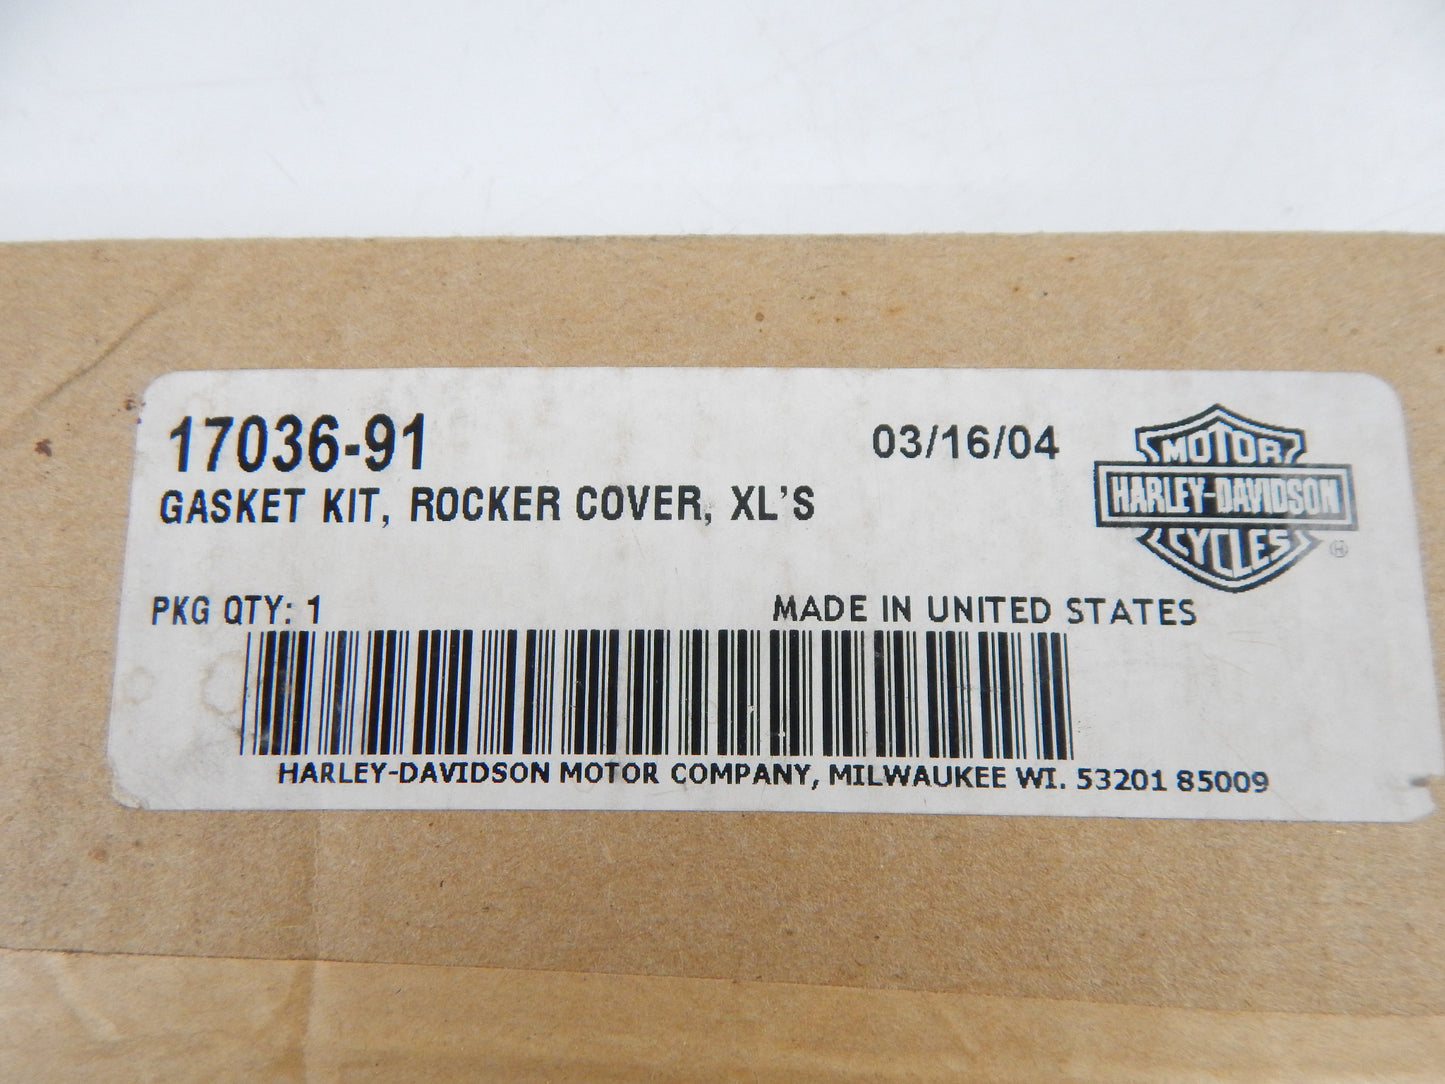 17036-91
03/16/04
GASKET KIT, ROCKER COVER, XL'S
MOTOR
HARLEY-DAVIDSON
CYCLES
®
PKG QTY: 1
MADE IN UNITED STATES
HARLEY-DAVIDSON MOTOR COMPANY, MILWAUKEE WI. 53201 85009